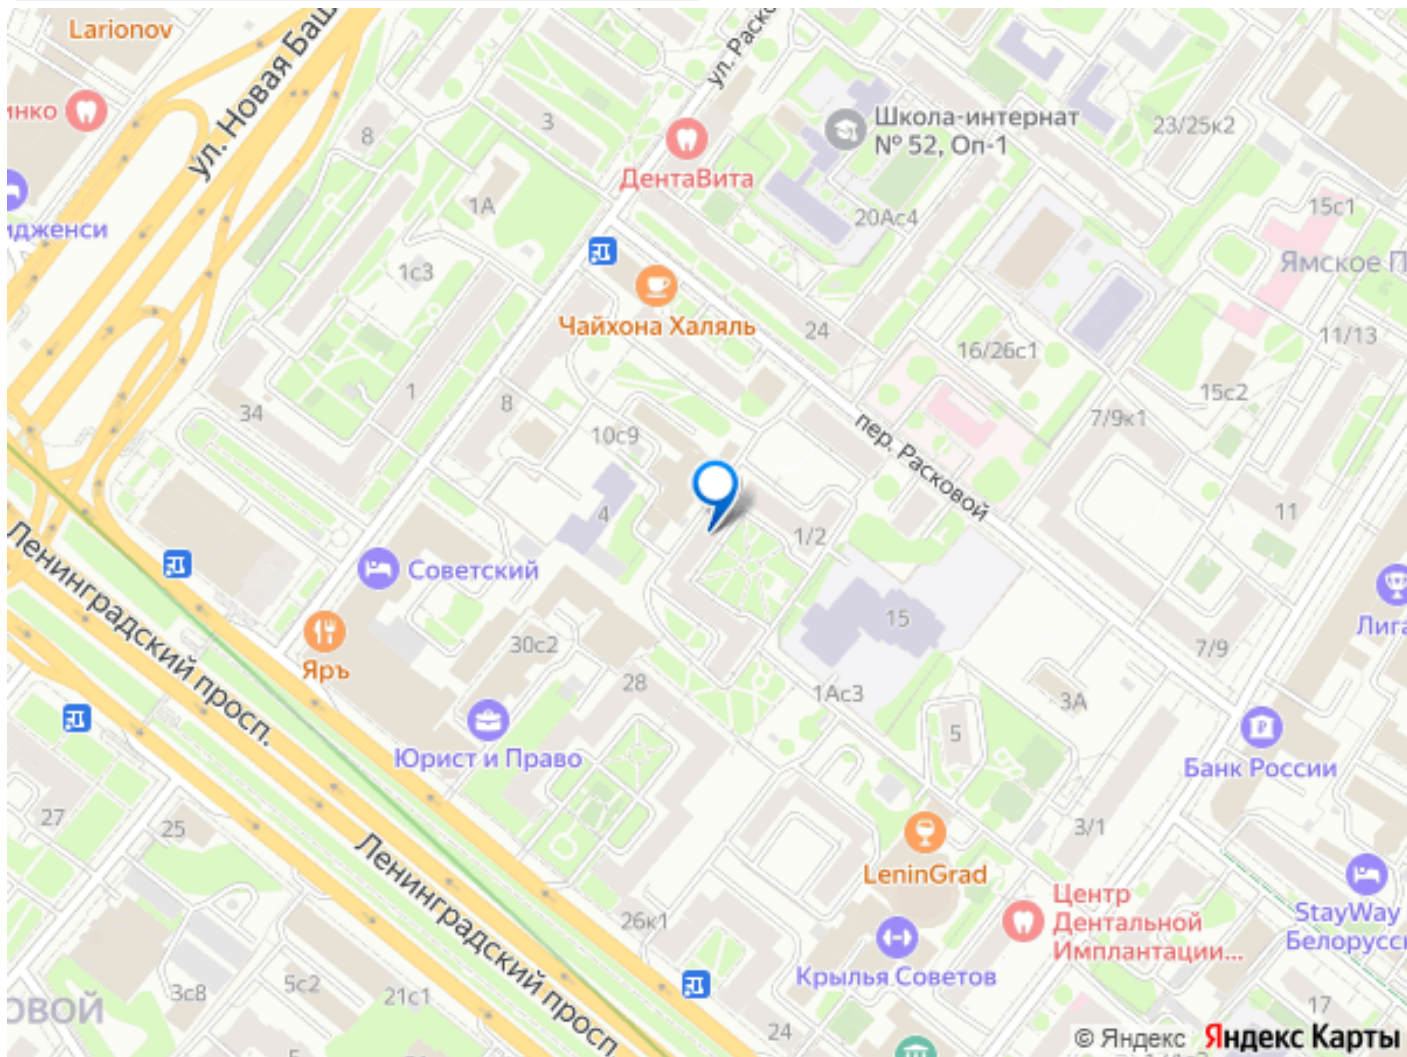 Larionov
ул. Новая Баш
ул. Раско
инко
8
3
ДентаВита
Школа-интернат
№ 52, Оп-1
23/25к2
идженси
1А
20Ас4
15с1
Ямское П
1с3
Чайхона Халяль
24
16/26с1
11/13
34
1
8
10с9
15с2
7/9к1
пер. Расковой
4
1/2
11
Ленинградский просп.
Советский
15
Лига
Яръ
30с2
28
1Ас3
3А
7/9
5
Юрист и Право
Банк России
27
25
3/1
LeninGrad
Ленинградский просп
26к1
Центр
Дентальной
Имплантации...
StayWay
Белорусс
Крылья Советов
3с8
5с2
21с1
ОВОЙ
24
17
5
© Яндекс Яндекс Карты